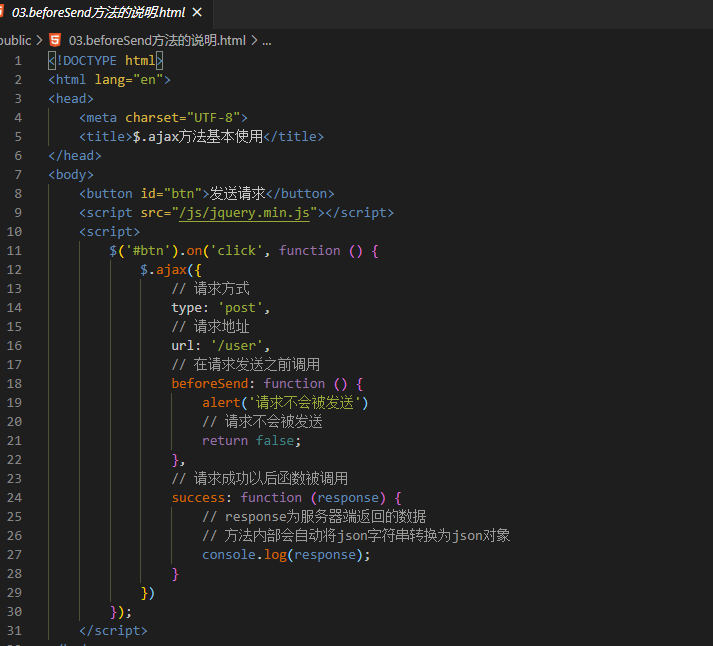 03.beforeSend方法的说明.html ×
public > 03.beforeSend方法的说明.html > ...
1 <!DOCTYPE html>
2 <html lang="en">
3 <head>
4 <meta charset="UTF-8">
5 <title>$.ajax方法基本使用</title>
6 </head>
7 <body>
8 <button id="btn">发送请求</button>
9 <script src="/js/jquery.min.js"></script>
10 <script>
11 $('#btn').on('click', function () {
12 $.ajax({
13 // 请求方式
14 type: 'post',
15 // 请求地址
16 url: '/user',
17 // 在请求发送之前调用
18 beforeSend: function () {
19 alert('请求不会被发送')
20 // 请求不会被发送
21 return false;
22 },
23 // 请求成功以后函数被调用
24 success: function (response) {
25 // response为服务器端返回的数据
26 // 方法内部会自动将json字符串转换为json对象
27 console.log(response);
28 }
29 })
30 });
31 </script>